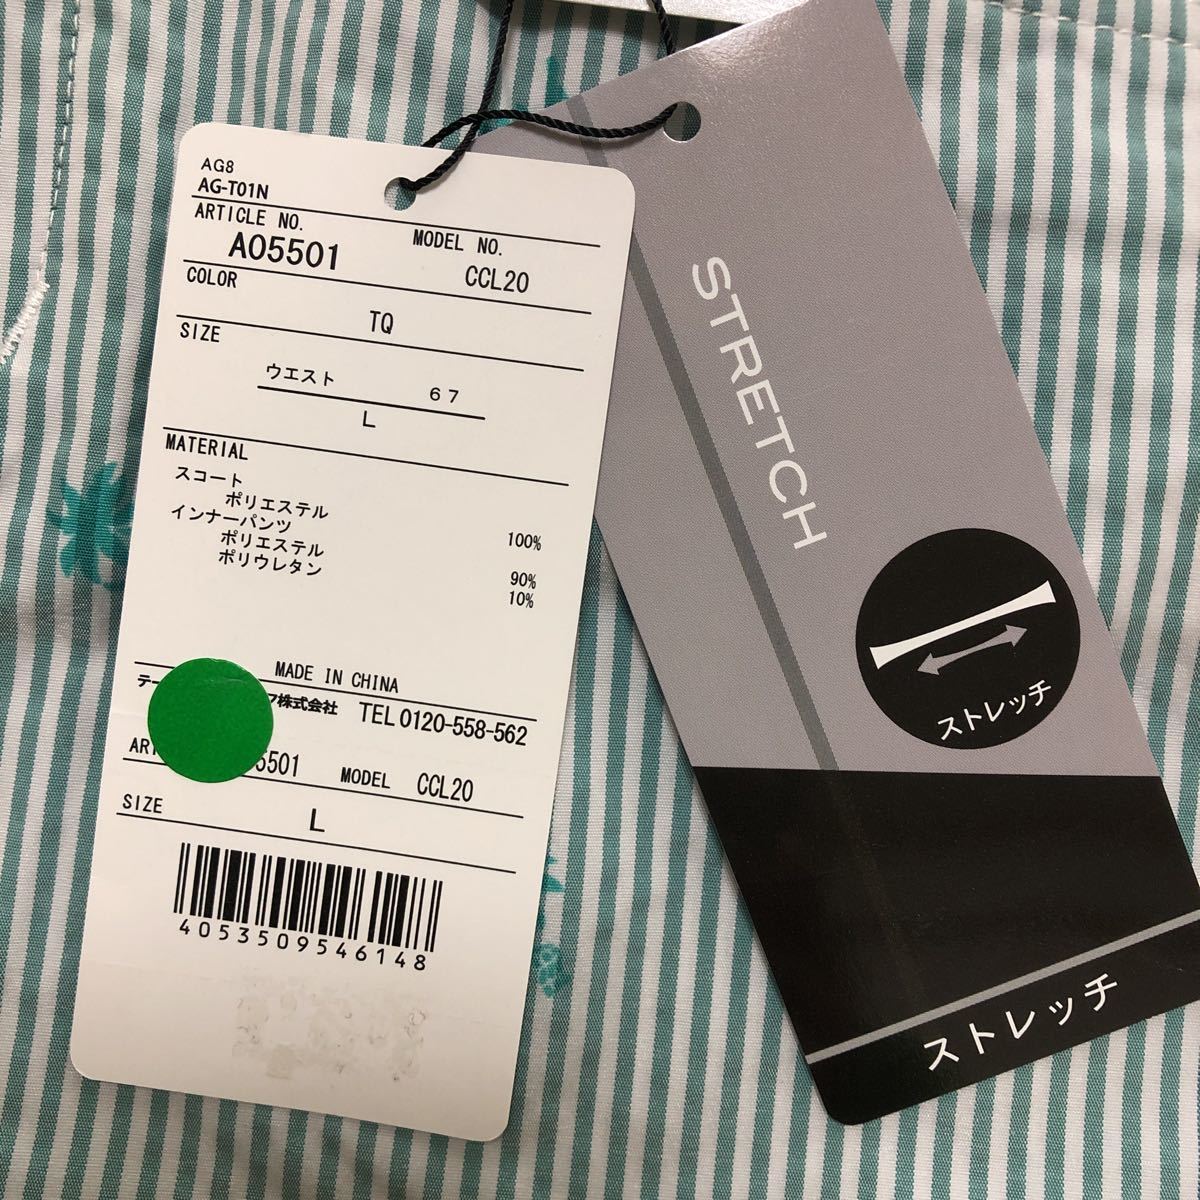 AG8
AG-T01N
ARTICLE NO.
MODEL NO.
A05501
CCL20
COLOR
TQ
SIZE
ウエスト 67
L
MATERIAL
スコート
ポリエステル 100%
インナーパンツ
ポリエステル 90%
ポリウレタン 10%
MADE IN CHINA
株式会社 TEL 0120-558-562
5501 MODEL CCL20
SIZE
L
4053509546148
STRETCH
ストレッチ
ストレッチ